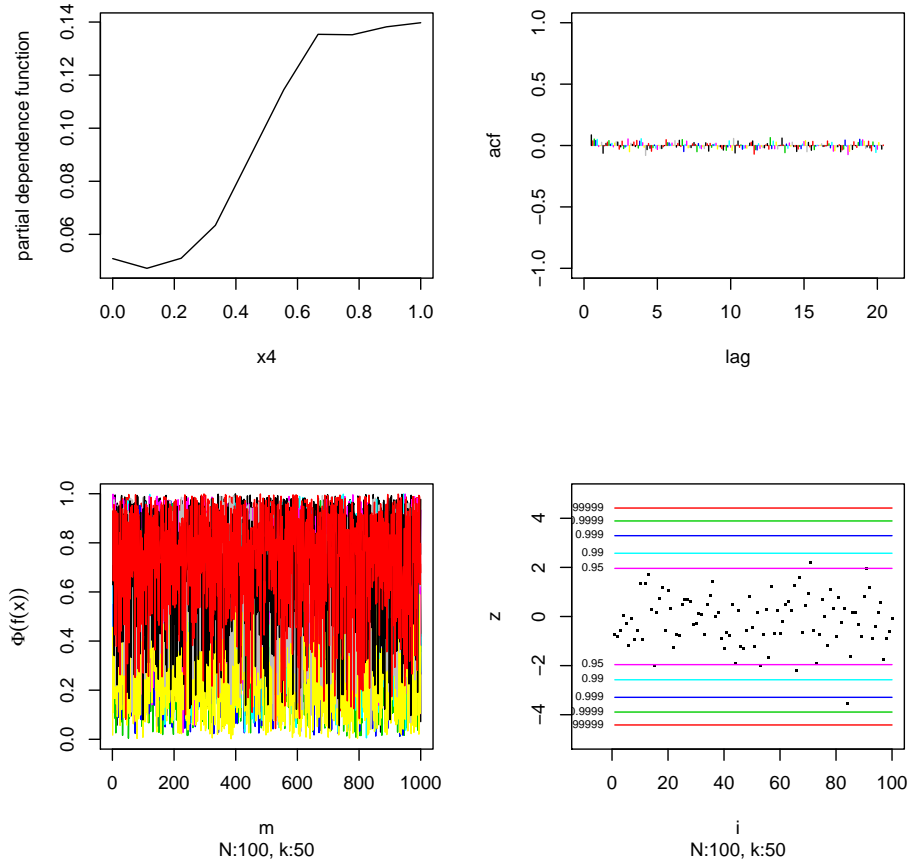 partial dependence function
0.06 0.08 0.10 0.12 0.14
0.0 0.2 0.4 0.6 0.8 1.0
x4
acf
−1.0 −0.5 0.0 0.5 1.0
0 5 10 15 20
lag
Φ(f(x))
0.0 0.2 0.4 0.6 0.8 1.0
0 200 400 600 800 1000
m
N:100, k:50
z
−4 −2 0 2 4
99999
0.9999
0.999
0.99
0.95
0.95
0.99
0.999
0.9999
99999
0 20 40 60 80 100
i
N:100, k:50